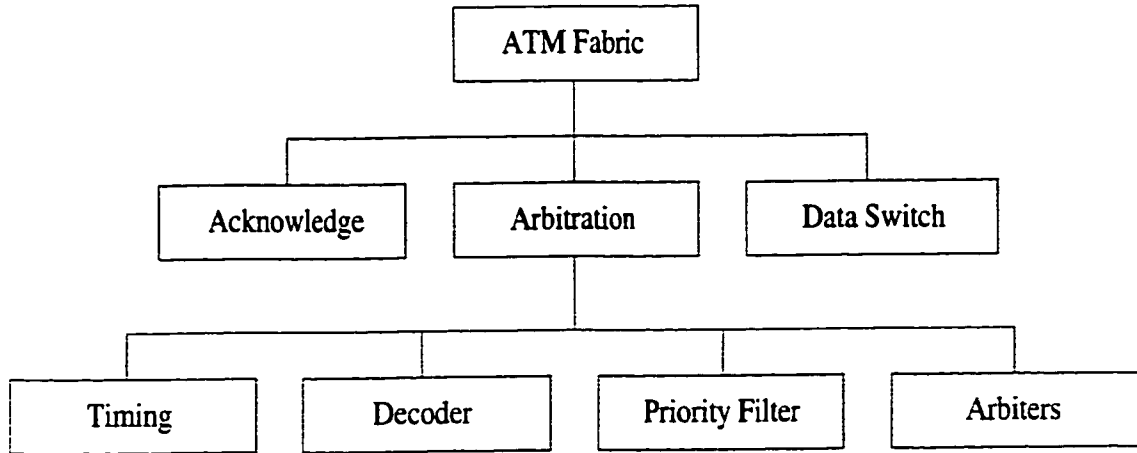 ATM Fabric
Acknowledge
Arbitration
Data Switch
Timing
Decoder
Priority Filter
Arbiters